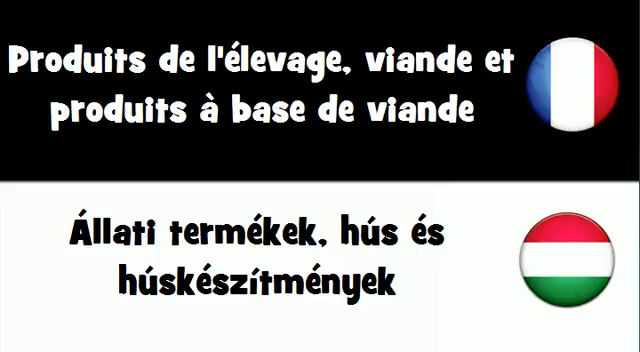 Produits de l'élevage, viande et
produits à base de viande
Állati termékek, hús és
húskészítmények